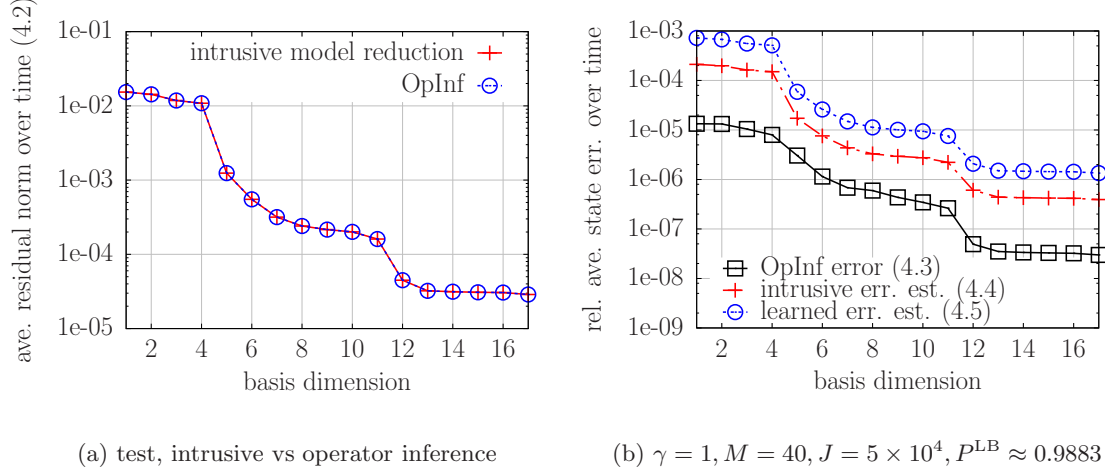 ave. residual norm over time (4.2)
1e-01
1e-02
1e-03
1e-04
1e-05
intrusive model reduction
OpInf
2 4 6 8 10 12 14 16
basis dimension
(a) test, intrusive vs operator inference
rel. ave. state err. over time
1e-03
1e-04
1e-05
1e-06
1e-07
1e-08
1e-09
OpInf error (4.3)
intrusive err. est. (4.4)
learned err. est. (4.5)
2 4 6 8 10 12 14 16
basis dimension
(b) γ = 1, M = 40, J = 5 × 10⁴, Pᴸᴮ ≈ 0.9883